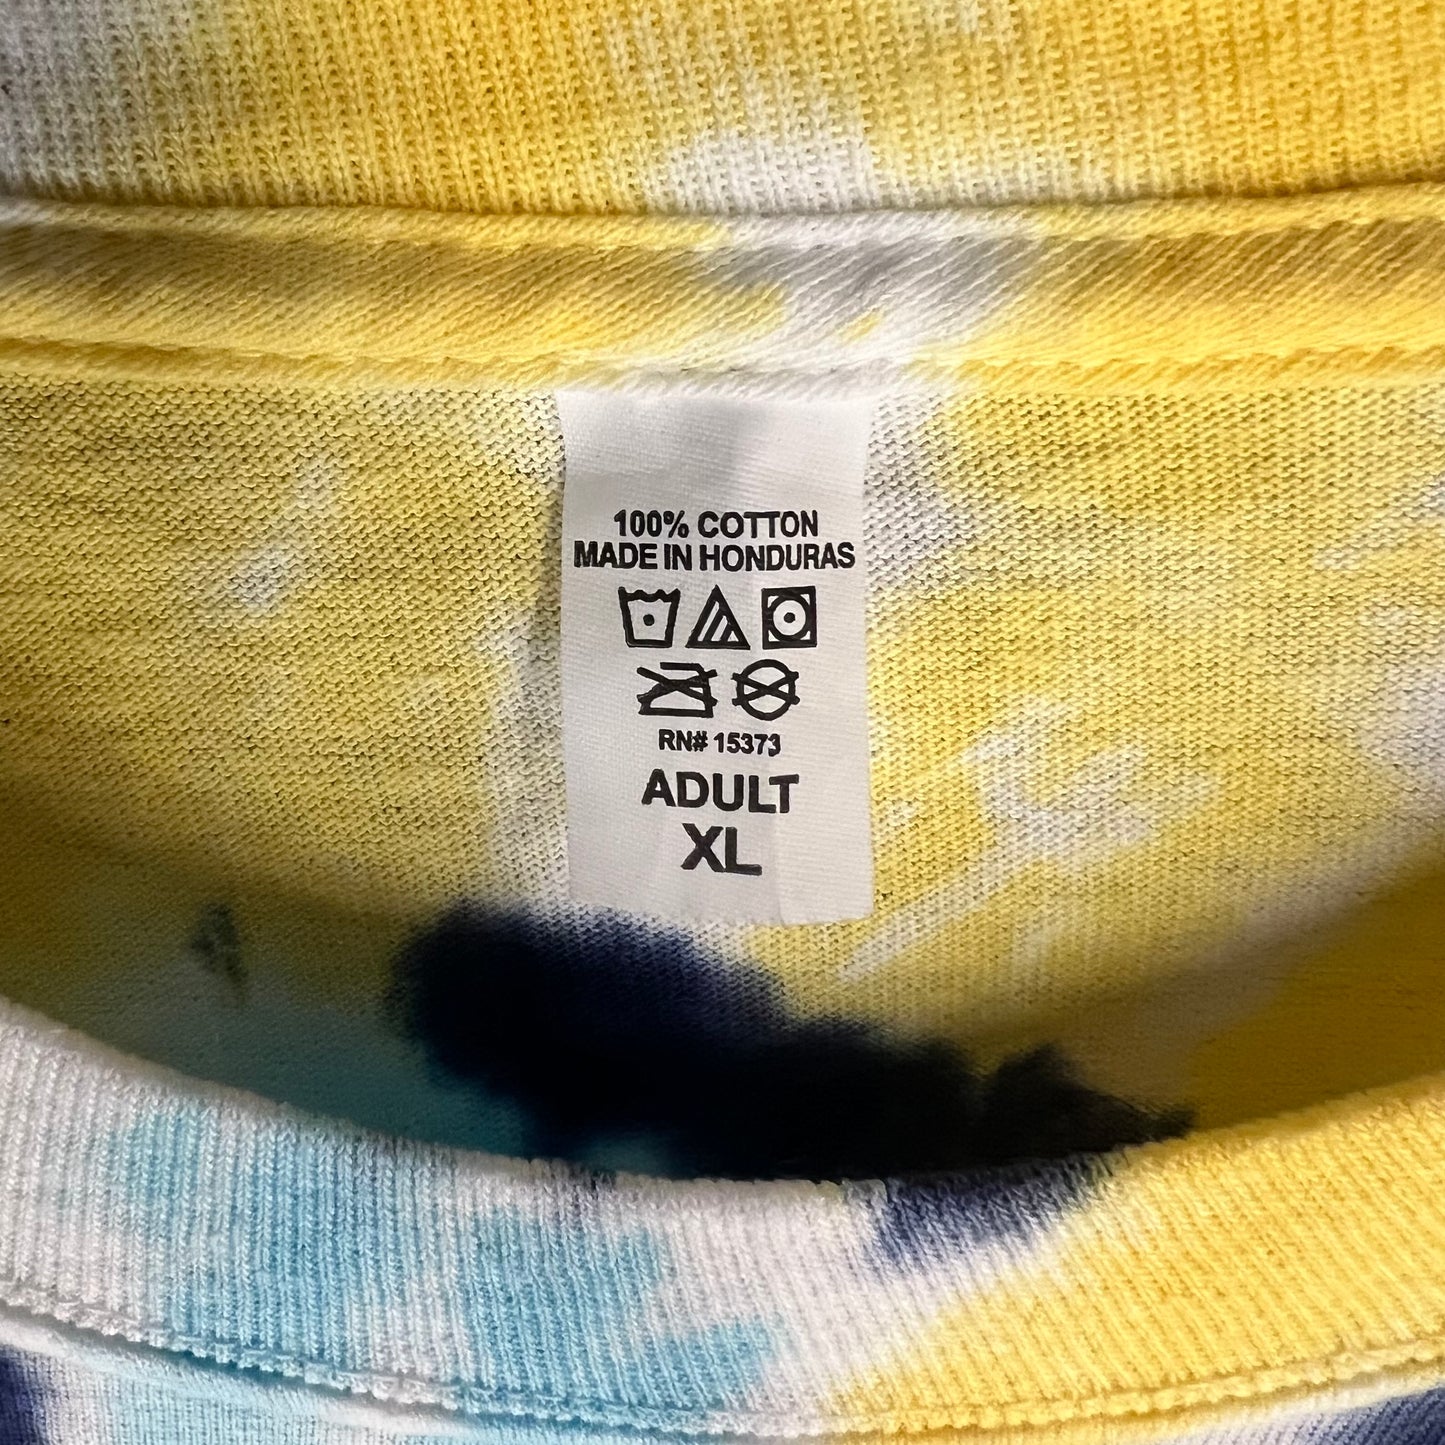 100% COTTON
MADE IN HONDURAS
RN# 15373
ADULT
XL